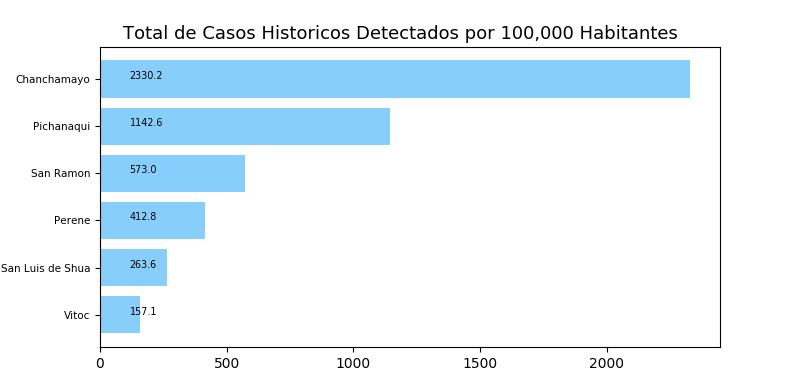 Total de Casos Historicos Detectados por 100,000 Habitantes
Chanchamayo 2330.2
Pichanaqui 1142.6
San Ramon 573.0
Perene 412.8
San Luis de Shua 263.6
Vitoc 157.1
0 500 1000 1500 2000